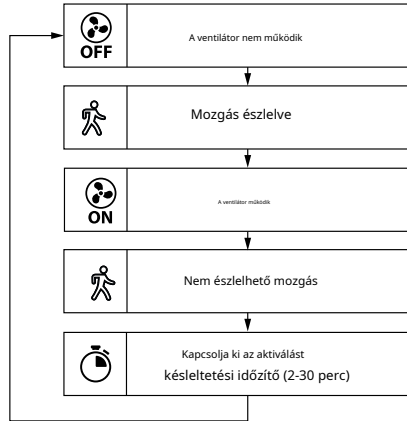 OFF
A ventilátor nem működik
Mozgás észlelve
ON
A ventilátor működik
Nem észlelhető mozgás
Kapcsolja ki az aktiválást
késleltetési időzítő (2-30 perc)